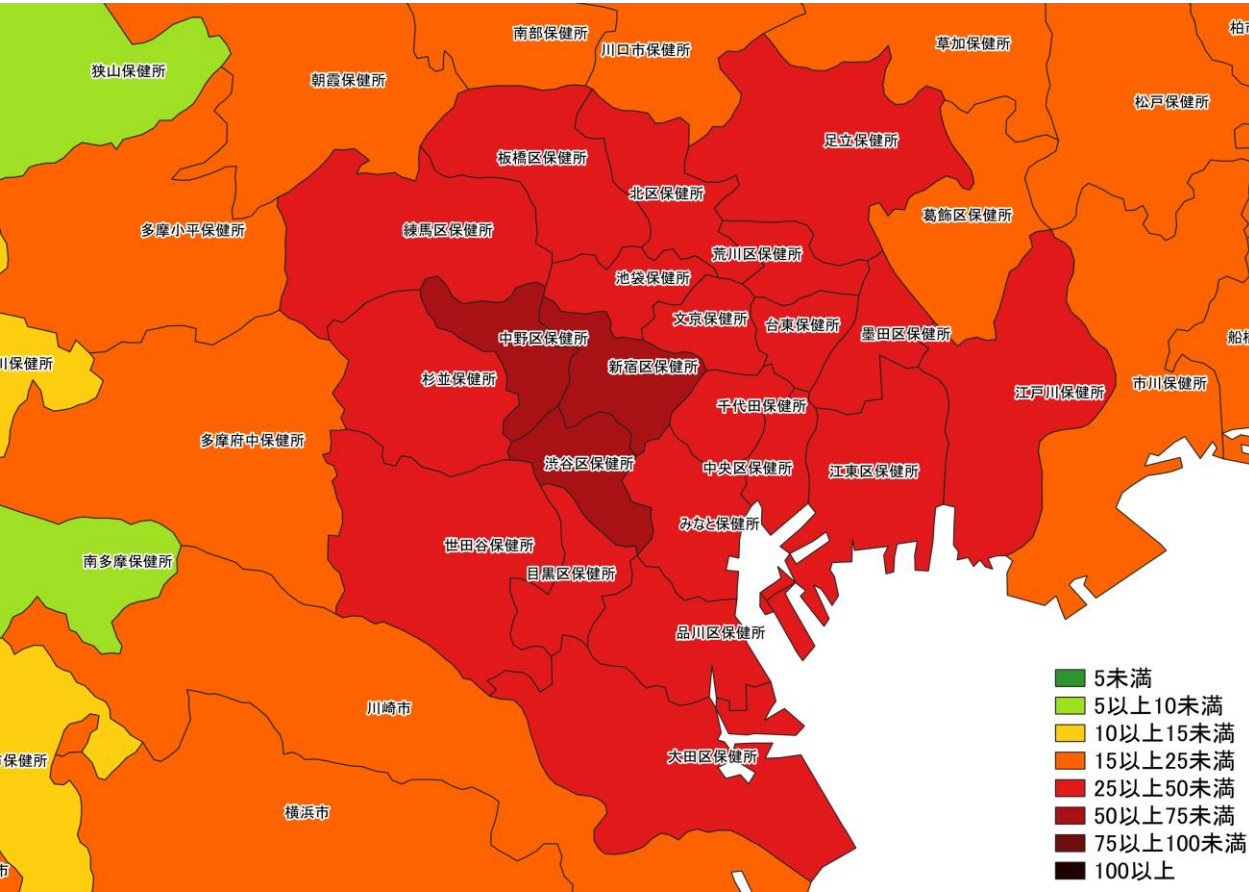 南部保健所
川口市保健所
草加保健所
柏市
狭山保健所
朝霞保健所
松戸保健所
足立保健所
板橋区保健所
北区保健所
葛飾区保健所
多摩小平保健所
練馬区保健所
荒川区保健所
池袋保健所
文京保健所
台東保健所
墨田区保健所
中野区保健所
新宿区保健所
船橋
川保健所
杉並保健所
千代田保健所
江戸川保健所
市川保健所
多摩府中保健所
渋谷区保健所
中央区保健所
江東区保健所
みなと保健所
世田谷保健所
南多摩保健所
目黒区保健所
品川区保健所
川崎市
大田区保健所
市保健所
横浜市
市
5未満
5以上10未満
10以上15未満
15以上25未満
25以上50未満
50以上75未満
75以上100未満
100以上